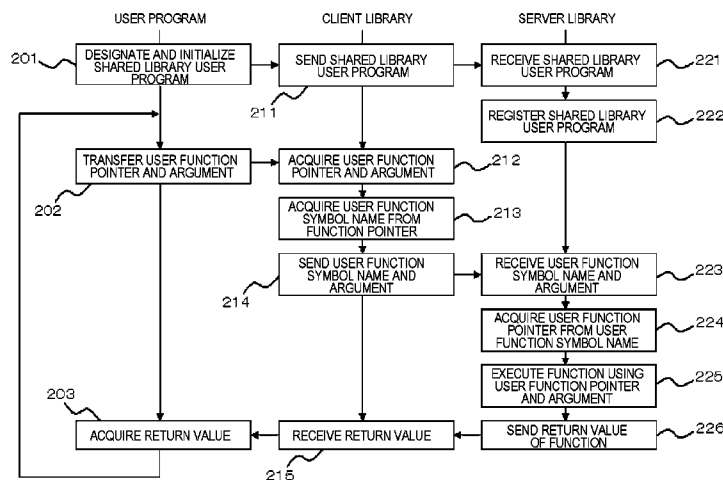 USER PROGRAM
CLIENT LIBRARY
SERVER LIBRARY
201
DESIGNATE AND INITIALIZE
SHARED LIBRARY USER
PROGRAM
SEND SHARED LIBRARY
USER PROGRAM
211
RECEIVE SHARED LIBRARY
USER PROGRAM
221
REGISTER SHARED LIBRARY
USER PROGRAM
222
TRANSFER USER FUNCTION
POINTER AND ARGUMENT
202
ACQUIRE USER FUNCTION
POINTER AND ARGUMENT
212
ACQUIRE USER FUNCTION
SYMBOL NAME FROM
FUNCTION POINTER
213
SEND USER FUNCTION
SYMBOL NAME AND
ARGUMENT
214
RECEIVE USER FUNCTION
SYMBOL NAME AND
ARGUMENT
223
ACQUIRE USER FUNCTION
POINTER FROM USER
FUNCTION SYMBOL NAME
224
EXECUTE FUNCTION USING
USER FUNCTION POINTER
AND ARGUMENT
225
203
ACQUIRE RETURN VALUE
RECEIVE RETURN VALUE
215
SEND RETURN VALUE
OF FUNCTION
226